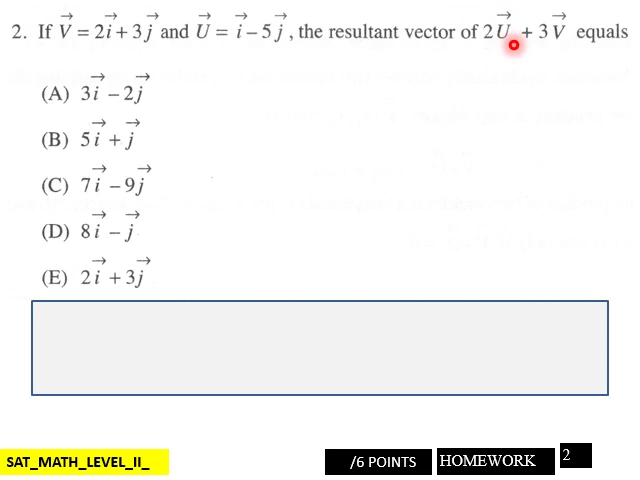 2. If V⃗ = 2i⃗ + 3j⃗ and U⃗ = i⃗ – 5j⃗, the resultant vector of 2U⃗ + 3V⃗ equals
(A) 3i⃗ – 2j⃗
(B) 5i⃗ + j⃗
(C) 7i⃗ – 9j⃗
(D) 8i⃗ – j⃗
(E) 2i⃗ + 3j⃗
SAT_MATH_LEVEL_II_ /6 POINTS HOMEWORK 2